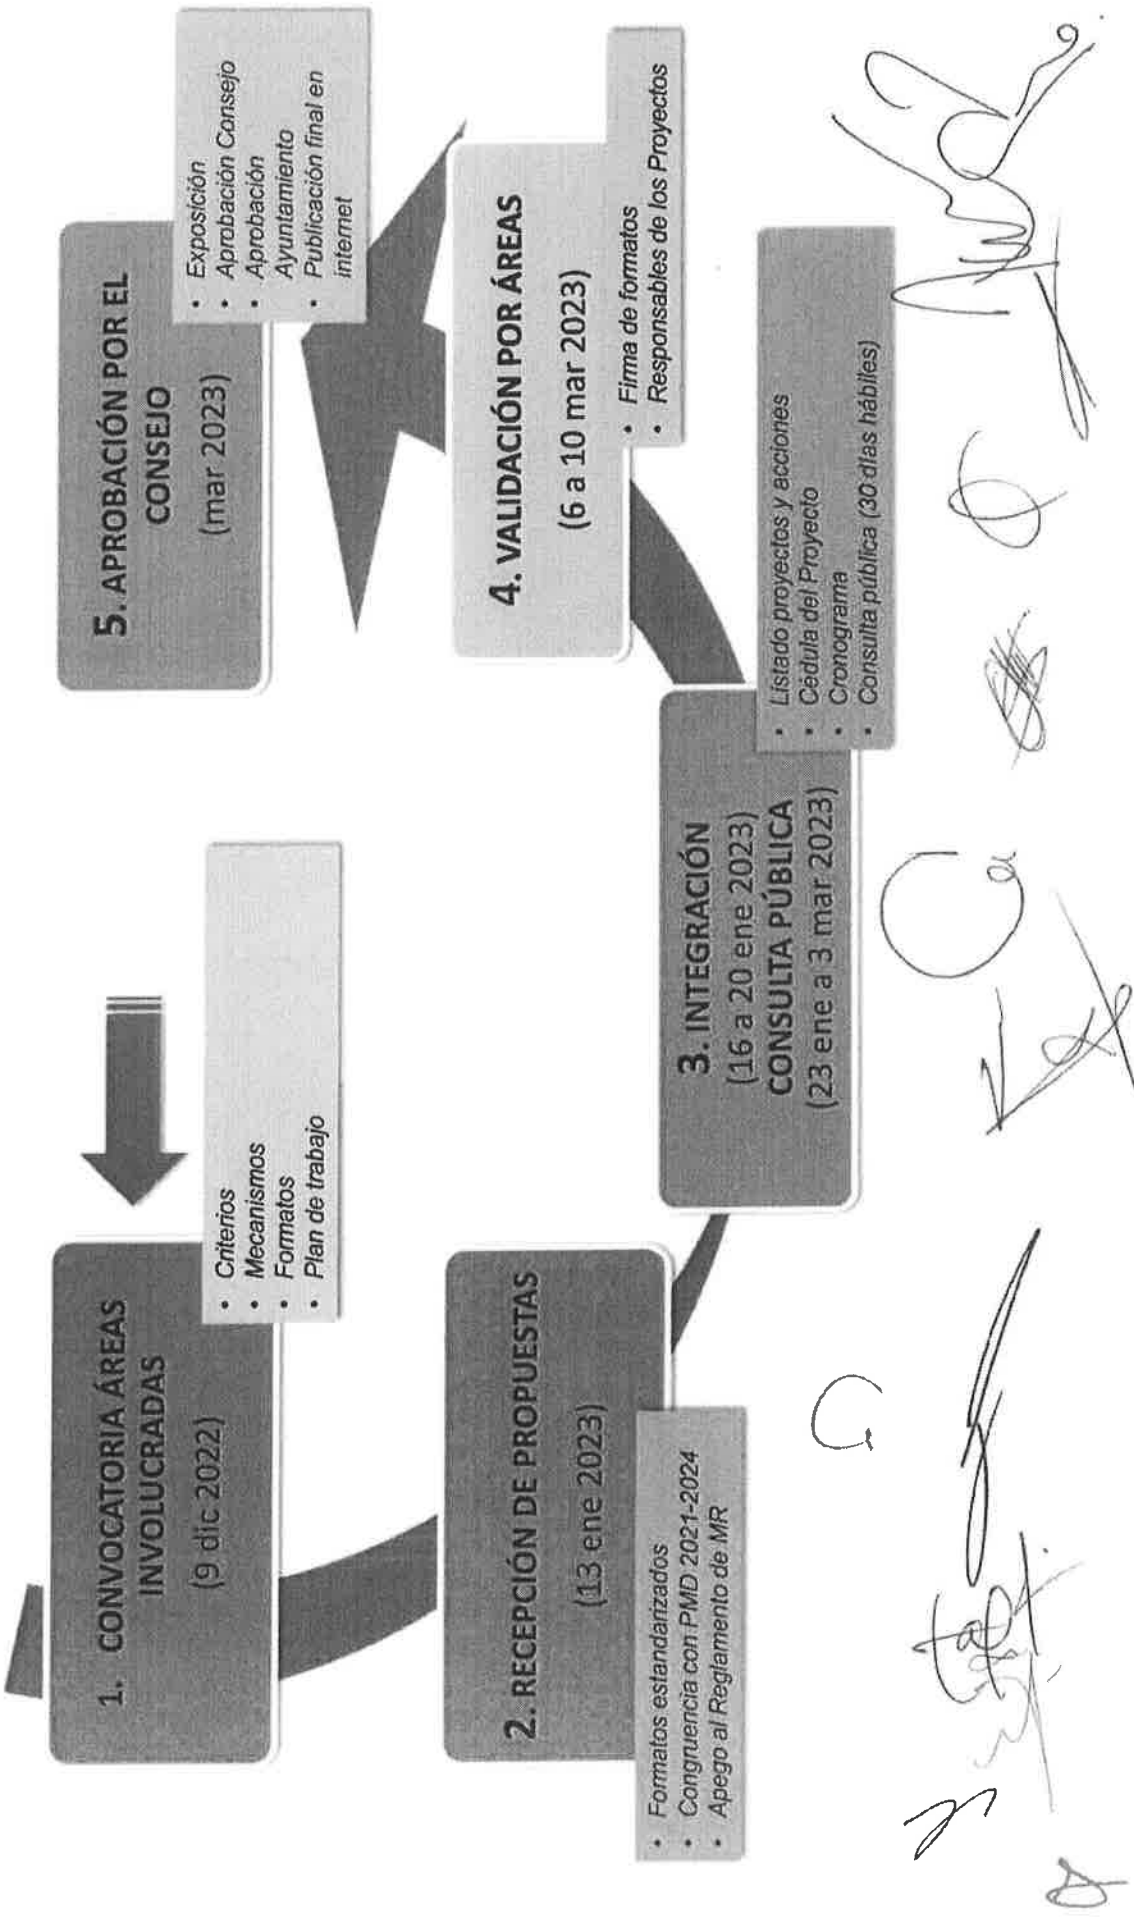 1. CONVOCATORIA ÁREAS
INVOLUCRADAS
(9 dic 2022)
• Criterios
• Mecanismos
• Formatos
• Plan de trabajo
2. RECEPCIÓN DE PROPUESTAS
(13 ene 2023)
• Formatos estandarizados
• Congruencia con PMD 2021-2024
• Apego al Reglamento de MR
3. INTEGRACIÓN
(16 a 20 ene 2023)
CONSULTA PÚBLICA
(23 ene a 3 mar 2023)
• Listado proyectos y acciones
• Cédula del Proyecto
• Cronograma
• Consulta pública (30 días hábiles)
4. VALIDACIÓN POR ÁREAS
(6 a 10 mar 2023)
• Firma de formatos
• Responsables de los Proyectos
5. APROBACIÓN POR EL
CONSEJO
(mar 2023)
• Exposición
• Aprobación Consejo
• Aprobación
Ayuntamiento
• Publicación final en
internet